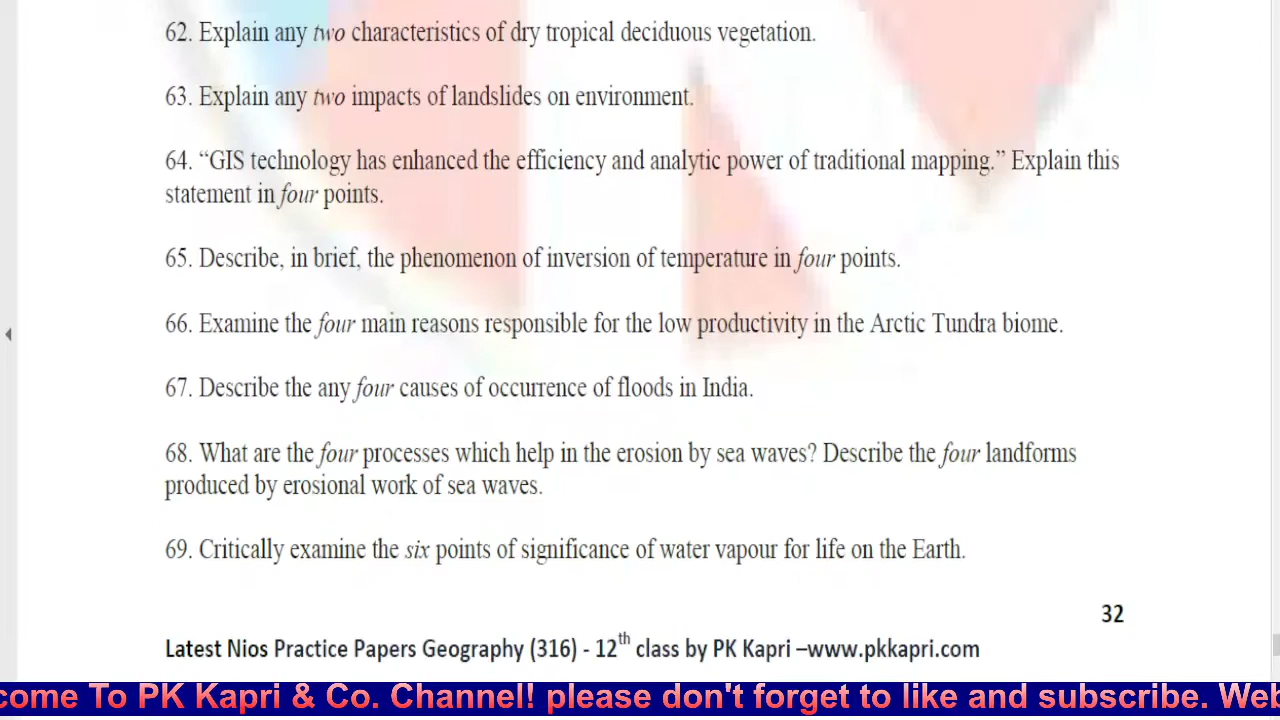 62. Explain any two characteristics of dry tropical deciduous vegetation.
63. Explain any two impacts of landslides on environment.
64. “GIS technology has enhanced the efficiency and analytic power of traditional mapping.” Explain this
statement in four points.
65. Describe, in brief, the phenomenon of inversion of temperature in four points.
66. Examine the four main reasons responsible for the low productivity in the Arctic Tundra biome.
67. Describe the any four causes of occurrence of floods in India.
68. What are the four processes which help in the erosion by sea waves? Describe the four landforms
produced by erosional work of sea waves.
69. Critically examine the six points of significance of water vapour for life on the Earth.
32
Latest Nios Practice Papers Geography (316) - 12th class by PK Kapri –www.pkkapri.com
come To PK Kapri & Co. Channel! please don't forget to like and subscribe. Web